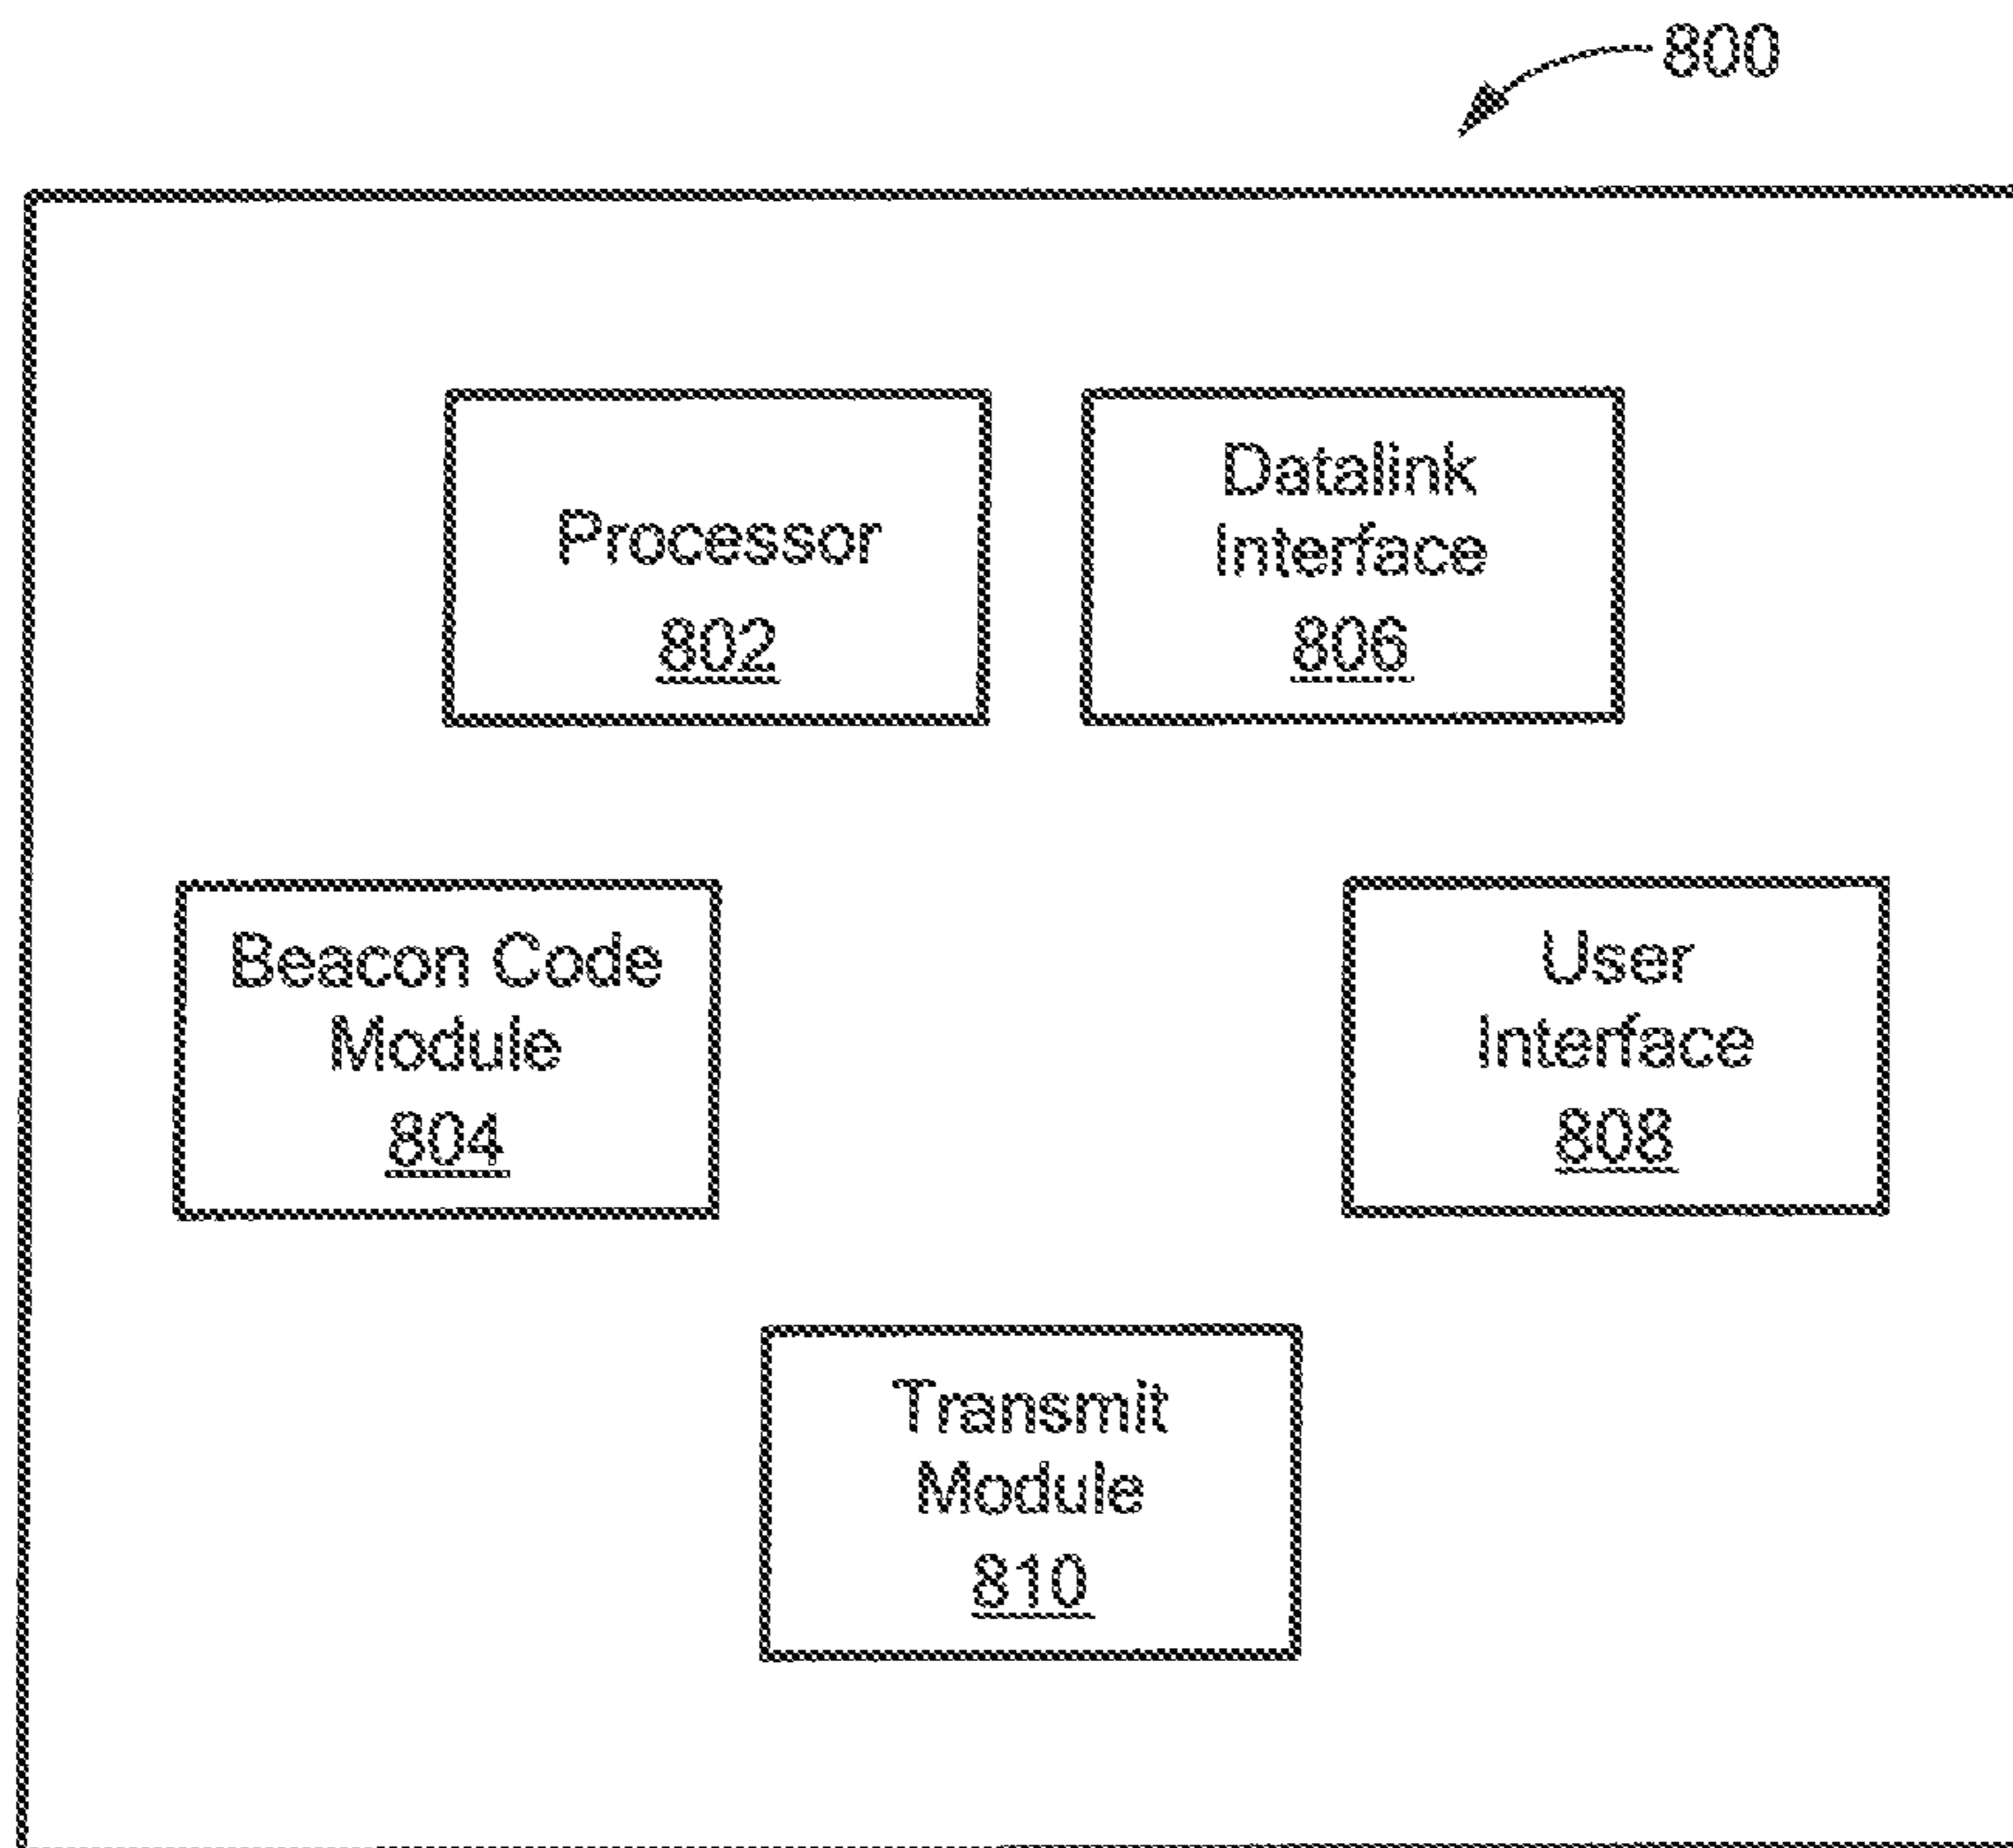 800
Processor
802
Datalink
Interface
806
Beacon Code
Module
804
User
Interface
808
Transmit
Module
810